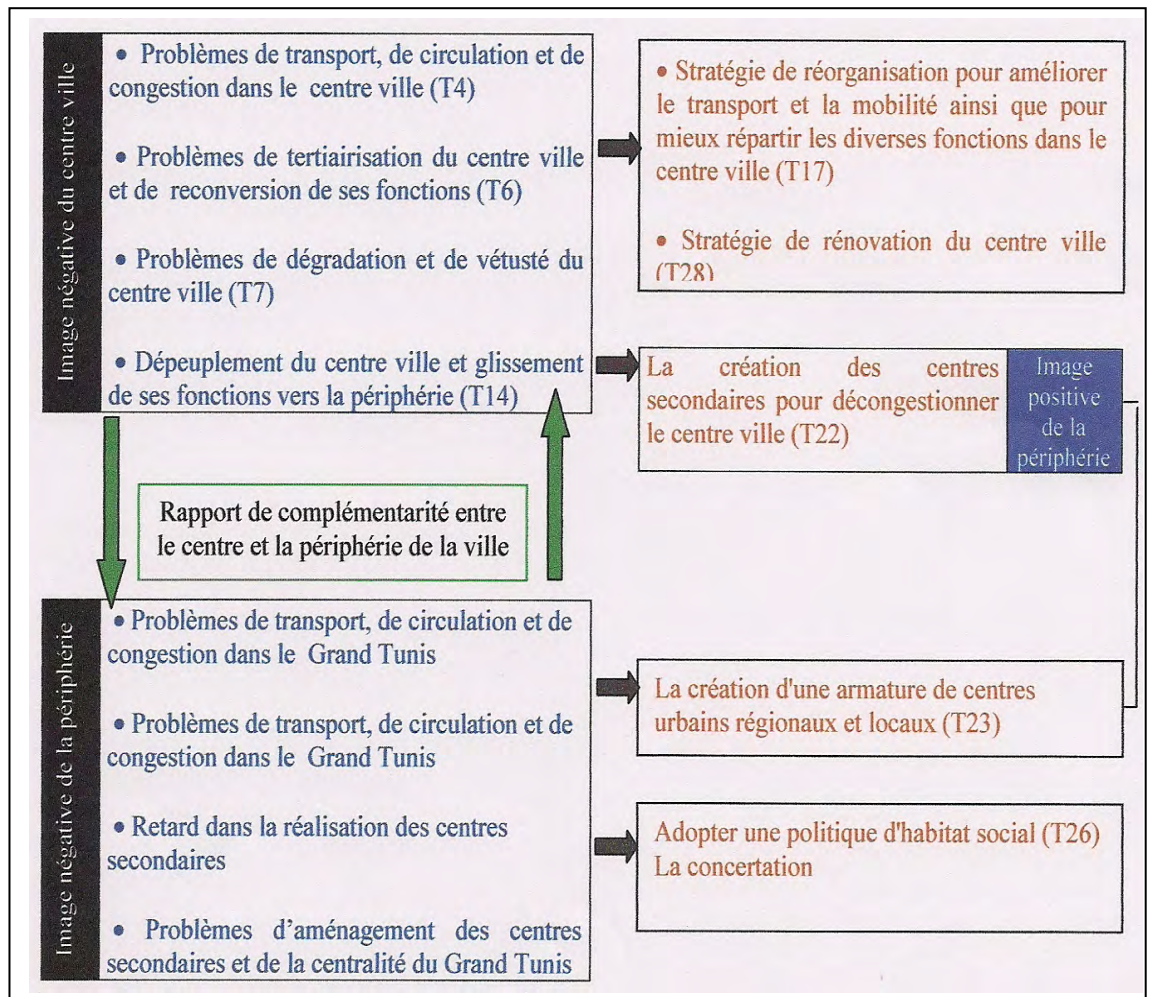 Image négative du centre ville
• Problèmes de transport, de circulation et de
congestion dans le centre ville (T4)
• Problèmes de tertiairisation du centre ville
et de reconversion de ses fonctions (T6)
• Problèmes de dégradation et de vétusté du
centre ville (T7)
• Dépeuplement du centre ville et glissement
de ses fonctions vers la périphérie (T14)
• Stratégie de réorganisation pour améliorer
le transport et la mobilité ainsi que pour
mieux répartir les diverses fonctions dans le
centre ville (T17)
• Stratégie de rénovation du centre ville
(T28)
La création des centres
secondaires pour décongestionner
le centre ville (T22)
Image
positive
de la
périphérie
Rapport de complémentarité entre
le centre et la périphérie de la ville
Image négative de la périphérie
• Problèmes de transport, de circulation et de
congestion dans le Grand Tunis
• Problèmes de transport, de circulation et de
congestion dans le Grand Tunis
• Retard dans la réalisation des centres
secondaires
• Problèmes d’aménagement des centres
secondaires et de la centralité du Grand Tunis
La création d'une armature de centres
urbains régionaux et locaux (T23)
Adopter une politique d'habitat social (T26)
La concertation